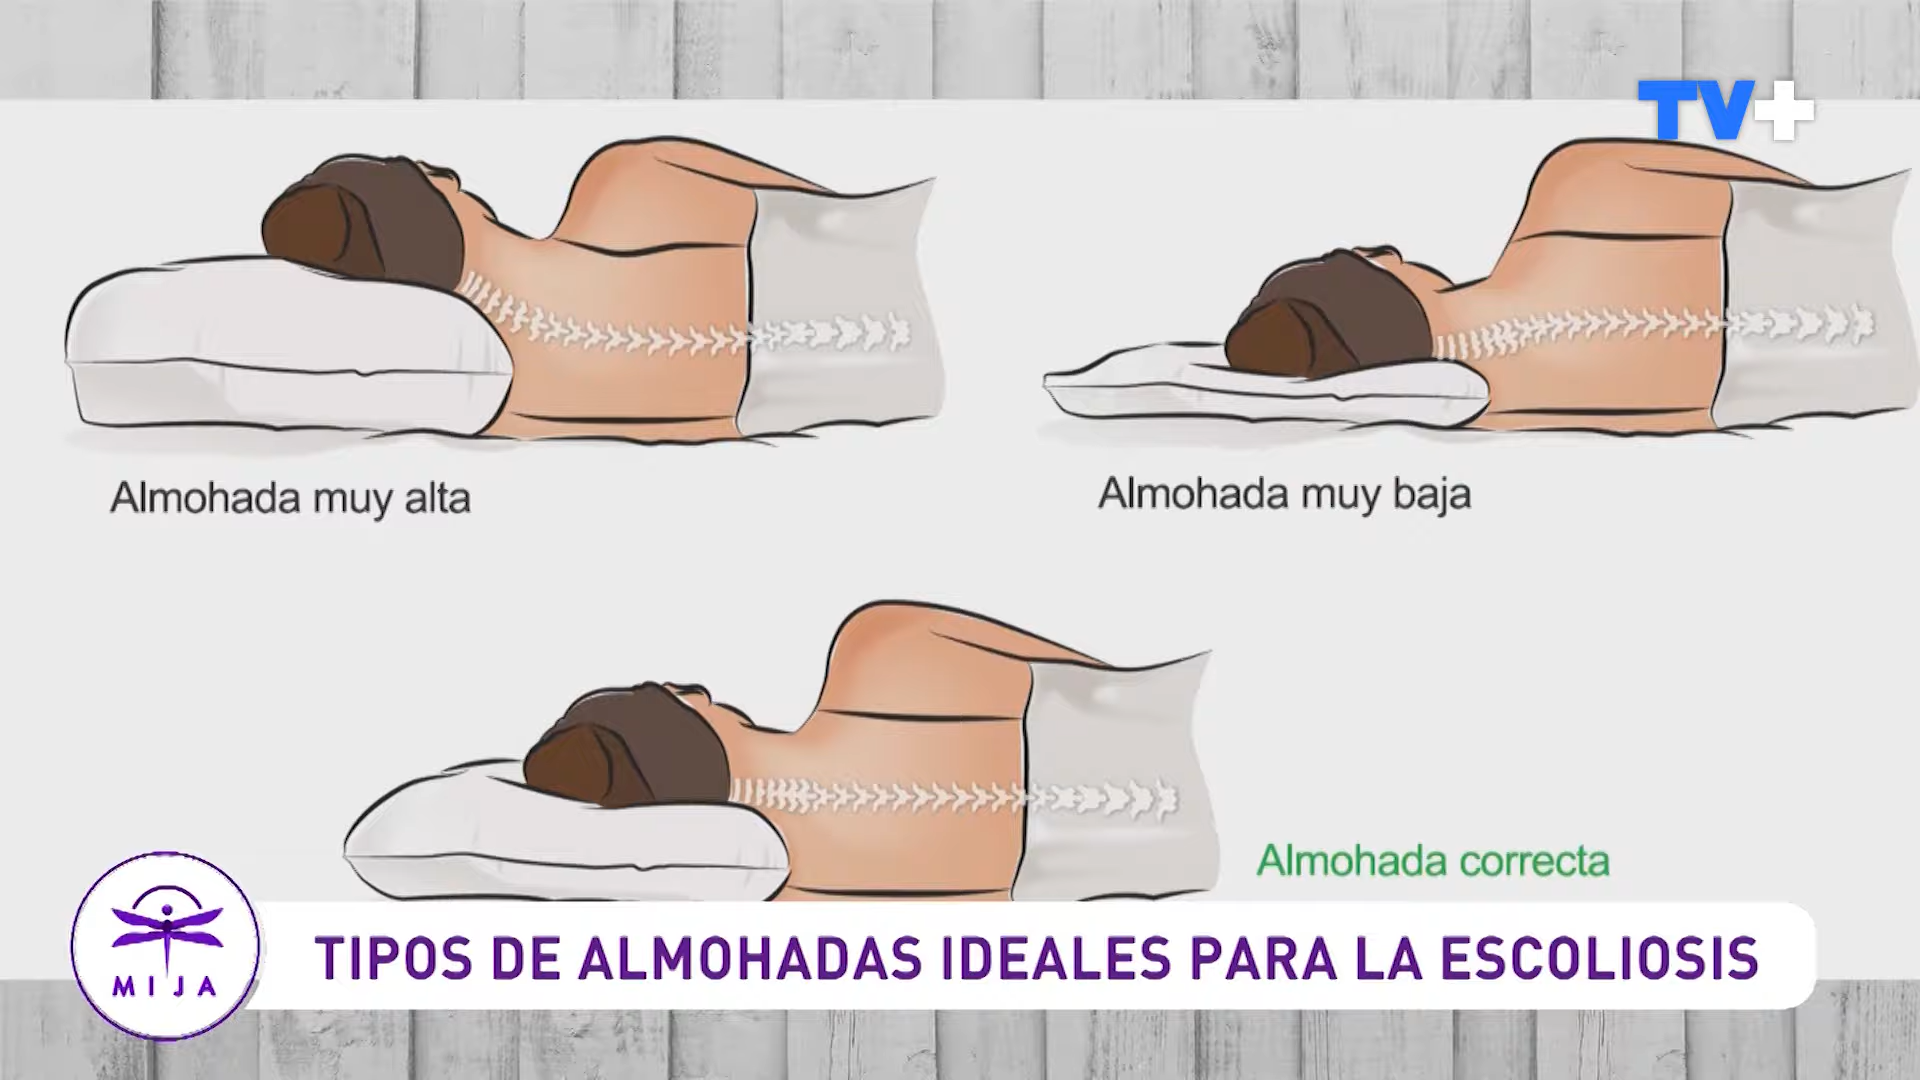 TV+
Almohada muy alta
Almohada muy baja
Almohada correcta
MIJA
TIPOS DE ALMOHADAS IDEALES PARA LA ESCOLIOSIS